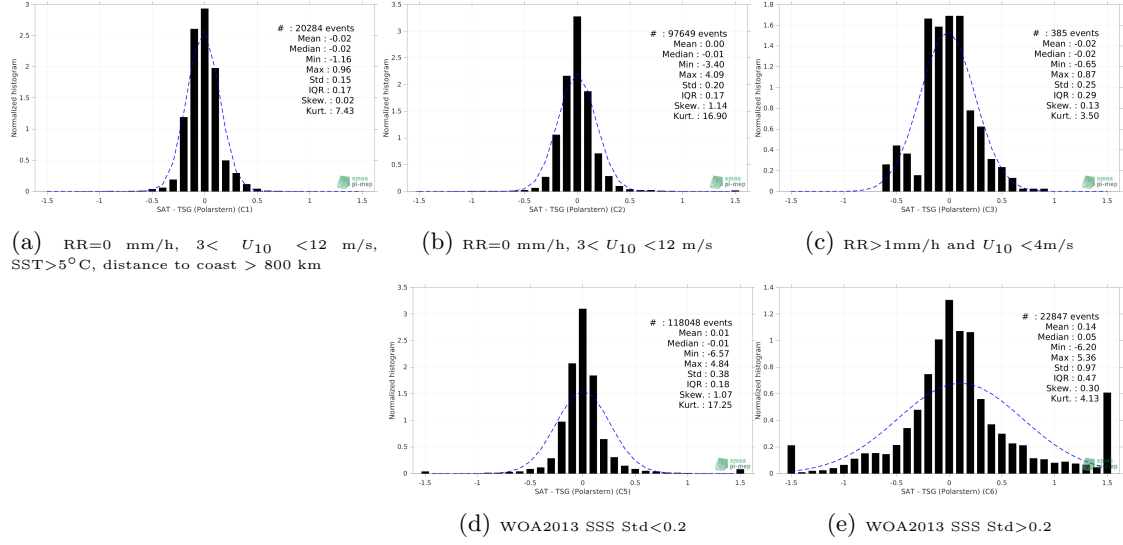 3
2.5
2
1.5
1
0.5
0
Normalized histogram
# : 20284 events
Mean : -0.02
Median : -0.02
Min : -1.16
Max : 0.96
Std : 0.15
IQR : 0.17
Skew. : 0.02
Kurt. : 7.43
smos
pi-mep
-1.5 -1 -0.5 0 0.5 1 1.5
SAT - TSG (Polarstern) (C1)
(a) RR=0 mm/h, 3< U10 <12 m/s,
SST>5°C, distance to coast > 800 km
3.5
3
2.5
2
1.5
1
0.5
0
Normalized histogram
# : 97649 events
Mean : 0.00
Median : -0.01
Min : -3.40
Max : 4.09
Std : 0.20
IQR : 0.17
Skew. : 1.14
Kurt. : 16.90
smos
pi-mep
-1.5 -1 -0.5 0 0.5 1 1.5
SAT - TSG (Polarstern) (C2)
(b) RR=0 mm/h, 3< U10 <12 m/s
1.8
1.6
1.4
1.2
1
0.8
0.6
0.4
0.2
0
Normalized histogram
# : 385 events
Mean : -0.02
Median : -0.02
Min : -0.65
Max : 0.87
Std : 0.25
IQR : 0.29
Skew. : 0.13
Kurt. : 3.50
smos
pi-mep
-1.5 -1 -0.5 0 0.5 1 1.5
SAT - TSG (Polarstern) (C3)
(c) RR>1mm/h and U10 <4m/s
3.5
3
2.5
2
1.5
1
0.5
0
Normalized histogram
# : 118048 events
Mean : 0.01
Median : -0.01
Min : -6.57
Max : 4.84
Std : 0.38
IQR : 0.18
Skew. : 1.07
Kurt. : 17.25
smos
pi-mep
-1.5 -1 -0.5 0 0.5 1 1.5
SAT - TSG (Polarstern) (C5)
(d) WOA2013 SSS Std<0.2
1.4
1.2
1
0.8
0.6
0.4
0.2
0
Normalized histogram
# : 22847 events
Mean : 0.14
Median : 0.05
Min : -6.20
Max : 5.36
Std : 0.97
IQR : 0.47
Skew. : 0.30
Kurt. : 4.13
smos
pi-mep
-1.5 -1 -0.5 0 0.5 1 1.5
SAT - TSG (Polarstern) (C6)
(e) WOA2013 SSS Std>0.2